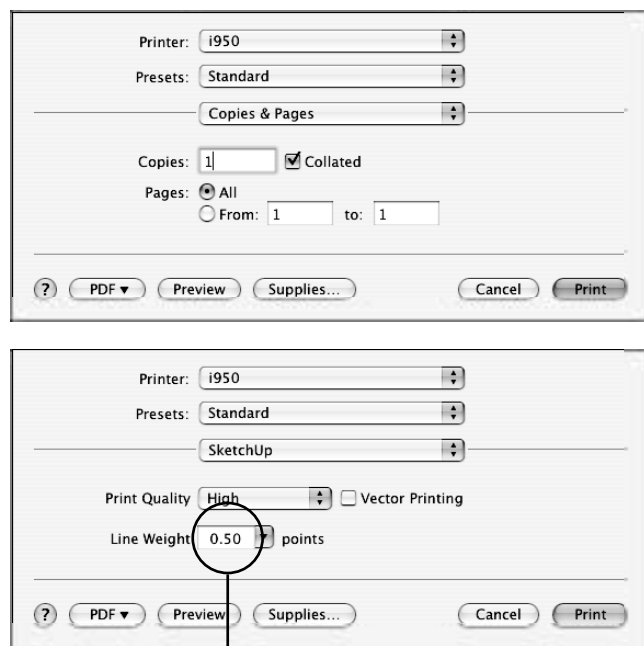 Printer: i950
Presets: Standard
Copies & Pages
Copies: 1 Collated
Pages: All
From: 1 to: 1
? PDF Preview Supplies... Cancel Print
Printer: i950
Presets: Standard
SketchUp
Print Quality High Vector Printing
Line Weight 0.50 points
? PDF Preview Supplies... Cancel Print